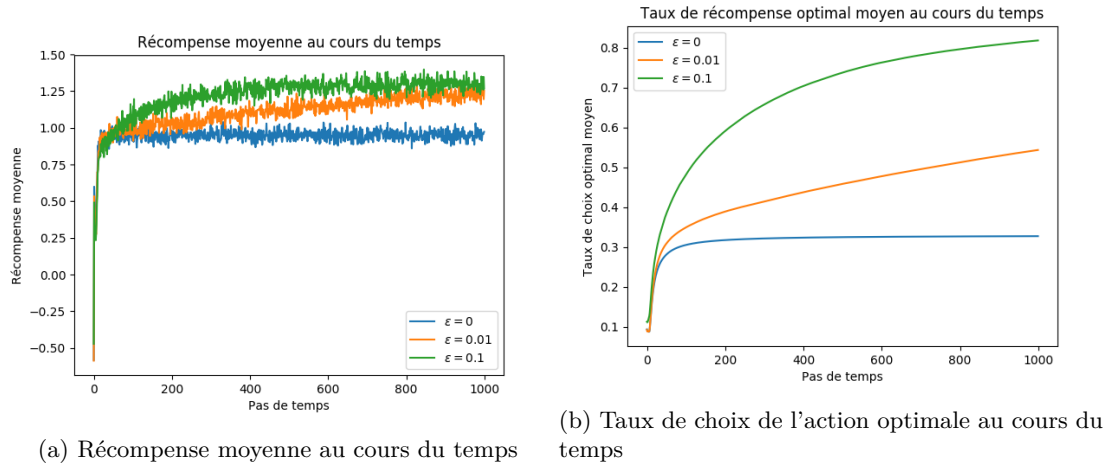 Récompense moyenne au cours du temps
1.50
1.25
1.00
0.75
0.50
0.25
0.00
−0.25
−0.50
Récompense moyenne
0
200
400
600
800
1000
Pas de temps
ε = 0
ε = 0.01
ε = 0.1
(a) Récompense moyenne au cours du temps
Taux de récompense optimal moyen au cours du temps
0.8
0.7
0.6
0.5
0.4
0.3
0.2
0.1
Taux de choix optimal moyen
ε = 0
ε = 0.01
ε = 0.1
0
200
400
600
800
1000
Pas de temps
(b) Taux de choix de l'action optimale au cours du
temps